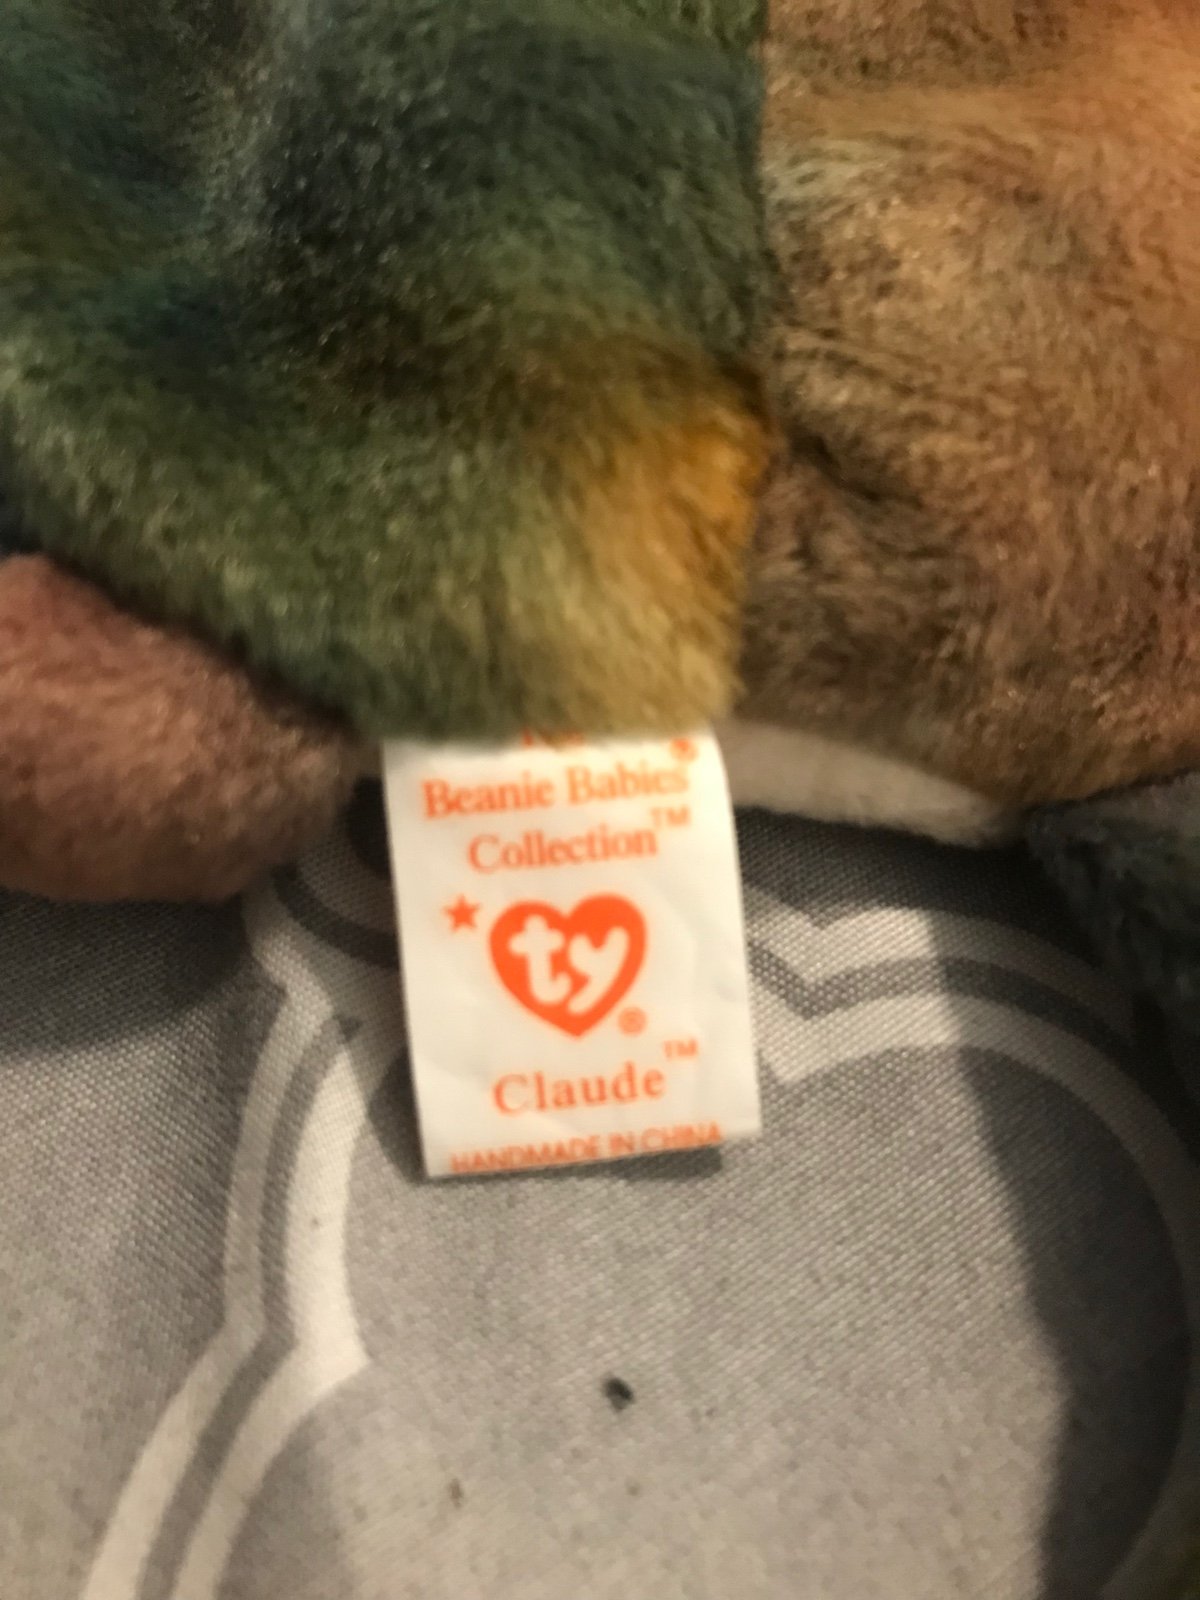 Beanie Babies®
Collection™
ty®
Claude™
HANDMADE IN CHINA